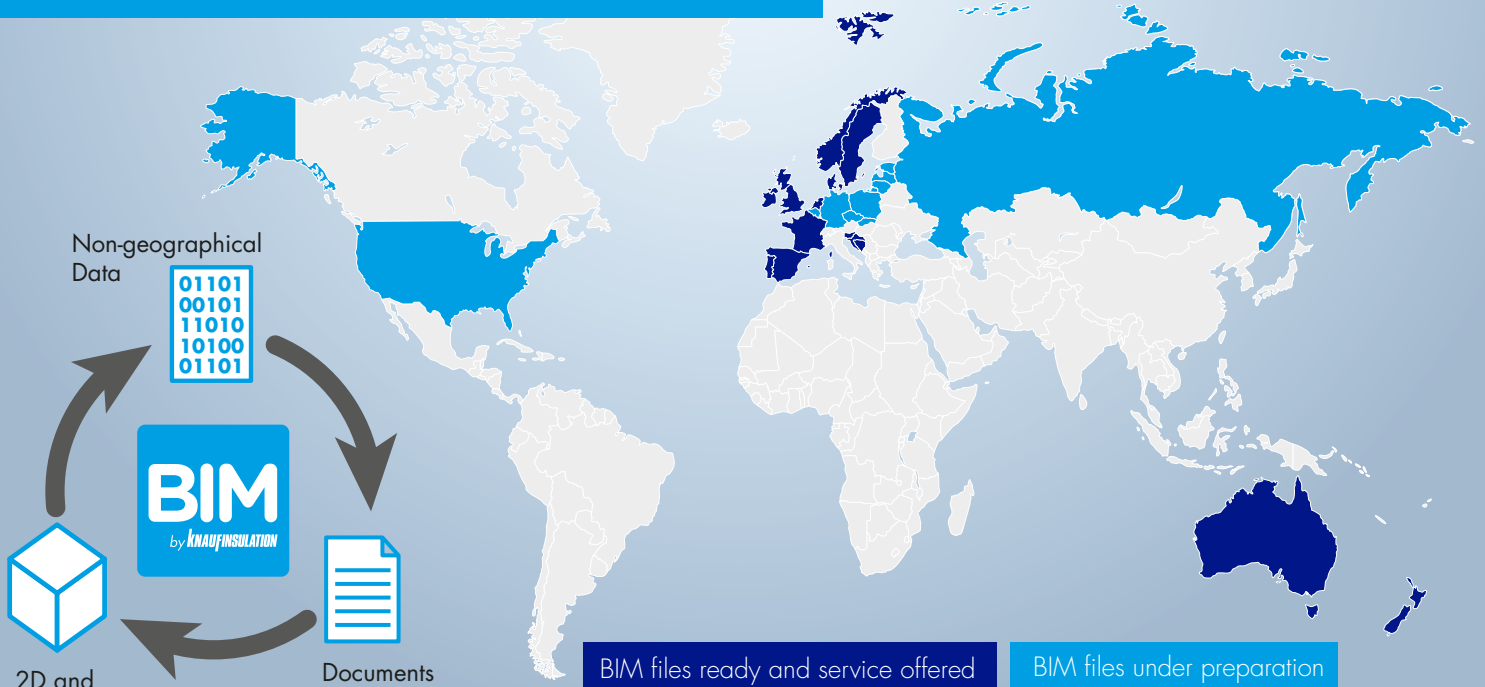 Non-geographical
Data
01101
00101
11010
10100
01101
BIM
by KNAUFINSULATION
2D and
Documents
BIM files ready and service offered
BIM files under preparation